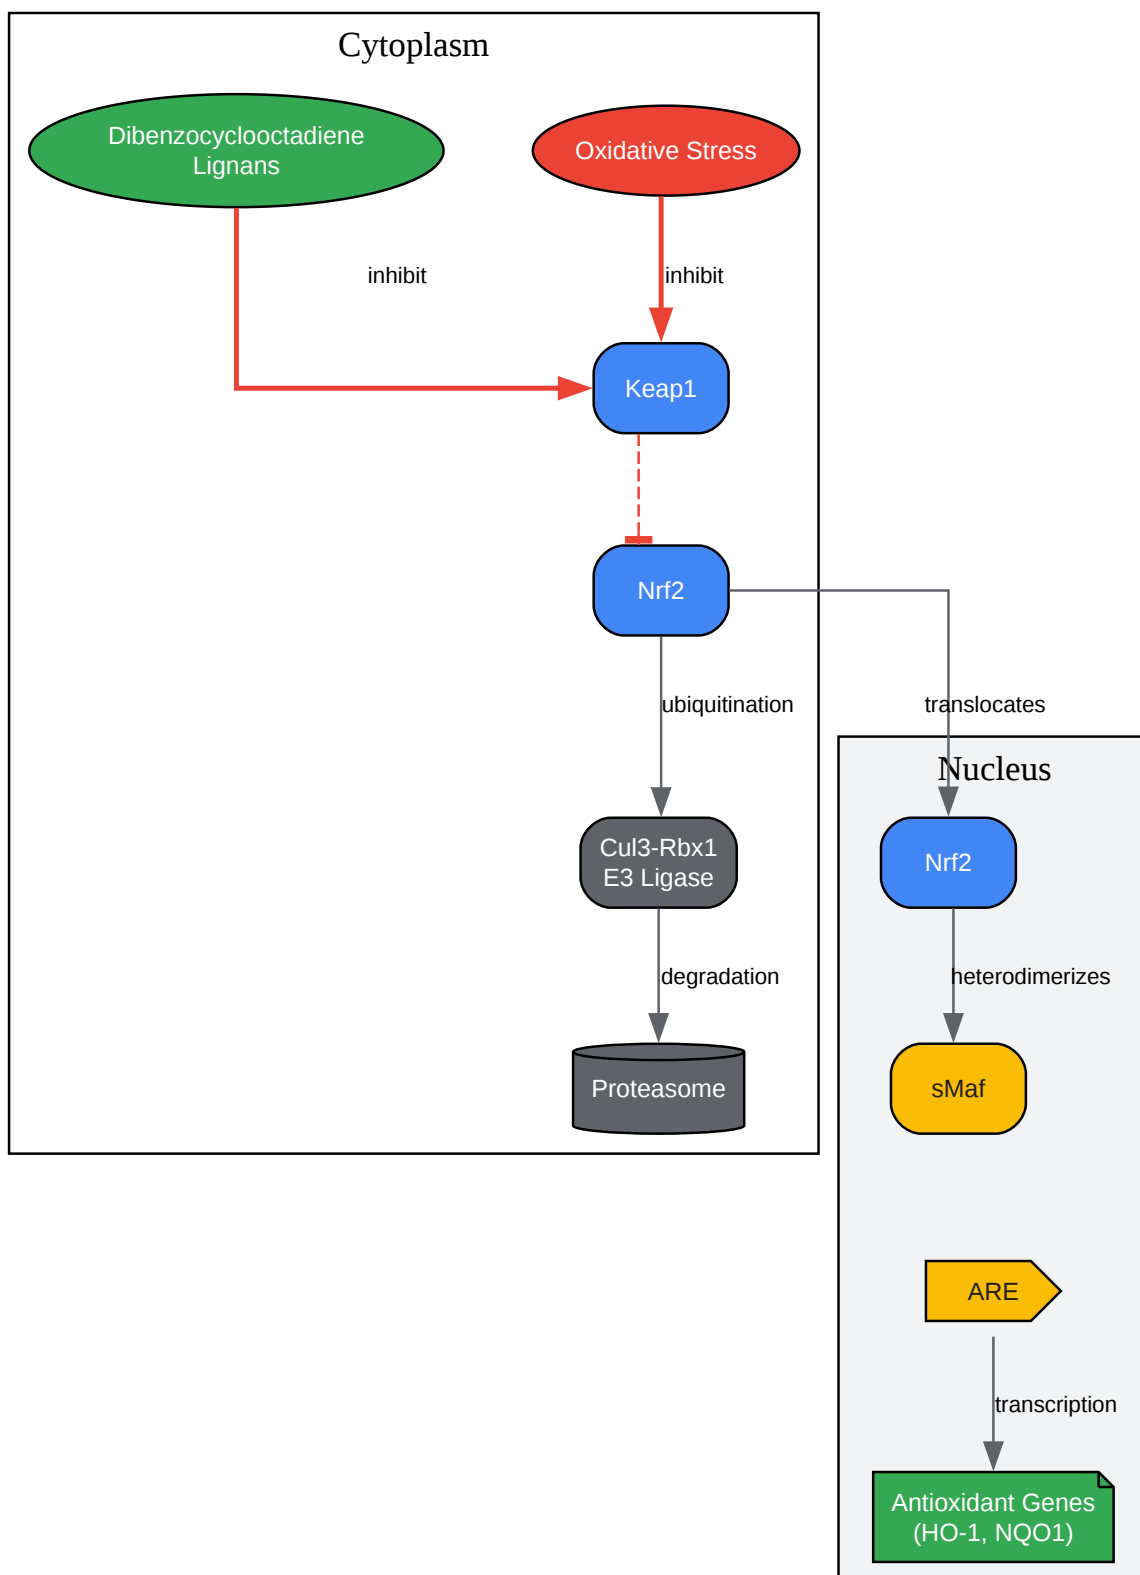 Cytoplasm
Dibenzocyclooctadiene
Lignans
Oxidative Stress
inhibit
inhibit
Keap1
Nrf2
ubiquitination
translocates
Nucleus
Cul3-Rbx1
E3 Ligase
Nrf2
degradation
heterodimerizes
Proteasome
sMaf
ARE
transcription
Antioxidant Genes
(HO-1, NQO1)